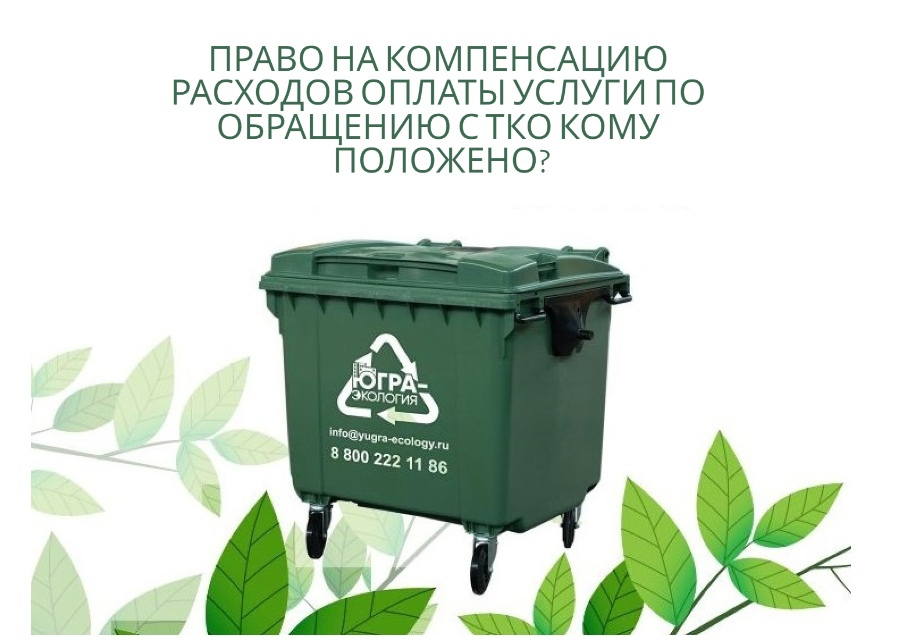 ПРАВО НА КОМПЕНСАЦИЮ
РАСХОДОВ ОПЛАТЫ УСЛУГИ ПО
ОБРАЩЕНИЮ С ТКО КОМУ
ПОЛОЖЕНО?
ЮГРА-
ЭКОЛОГИЯ
info@yugra-ecology.ru
8 800 222 11 86